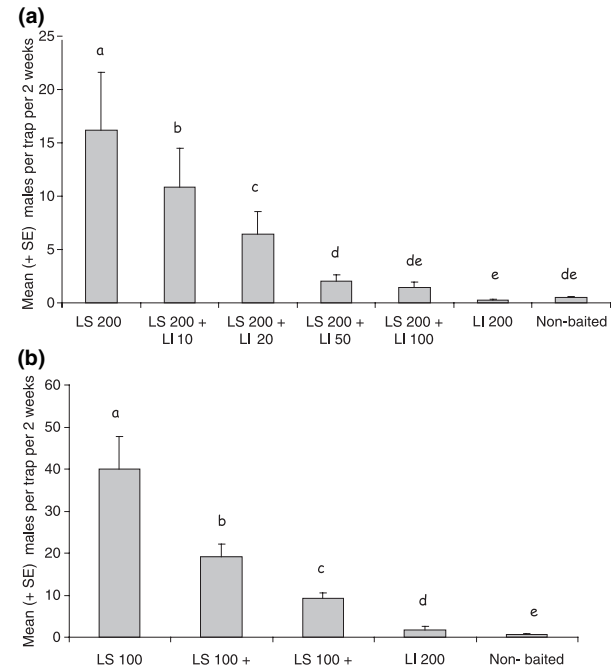 (a)
Mean (+ SE) males per trap per 2 weeks
25
20
15
10
5
0
a
b
c
d
de
e
de
LS 200
LS 200 +
LI 10
LS 200 +
LI 20
LS 200 +
LI 50
LS 200 +
LI 100
LI 200
Non-baited
(b)
Mean (+ SE) males per trap per 2 weeks
60
50
40
30
20
10
0
a
b
c
d
e
LS 100
LS 100 +
LS 100 +
LI 200
Non- baited